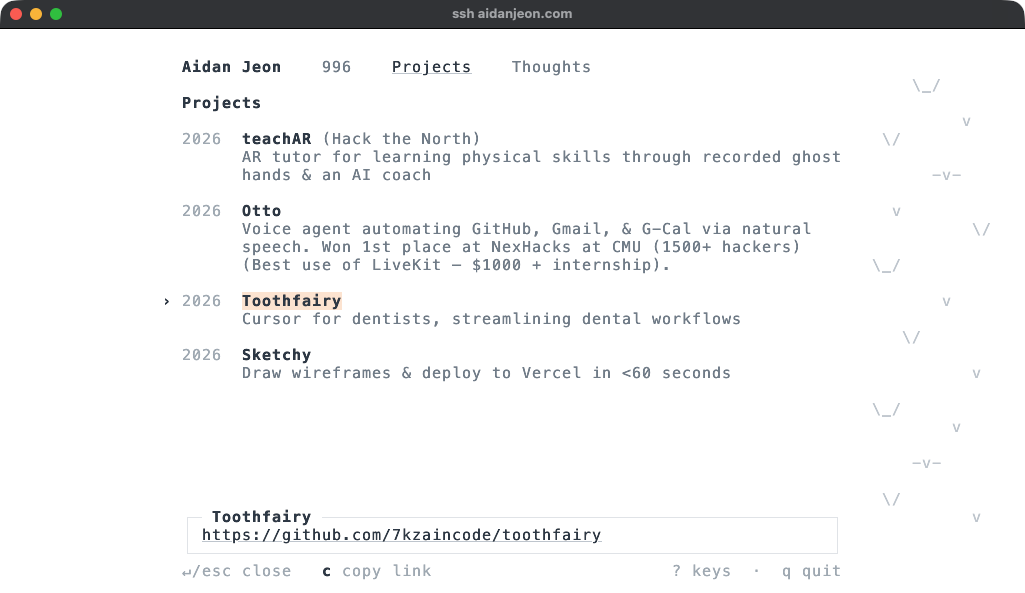 ssh aidanjeon.com
Aidan Jeon 996 Projects Thoughts
Projects
2026 teachAR (Hack the North)
AR tutor for learning physical skills through recorded ghost
hands & an AI coach
2026 Otto
Voice agent automating GitHub, Gmail, & G-Cal via natural
speech. Won 1st place at NexHacks at CMU (1500+ hackers)
(Best use of LiveKit — $1000 + internship).
› 2026 Toothfairy
Cursor for dentists, streamlining dental workflows
2026 Sketchy
Draw wireframes & deploy to Vercel in <60 seconds
\_/
v
\/
-v-
v
\/
\_/
v
\/
v
\_/
v
-v-
\/
v
Toothfairy
https://github.com/7kzaincode/toothfairy
↵/esc close c copy link ? keys · q quit